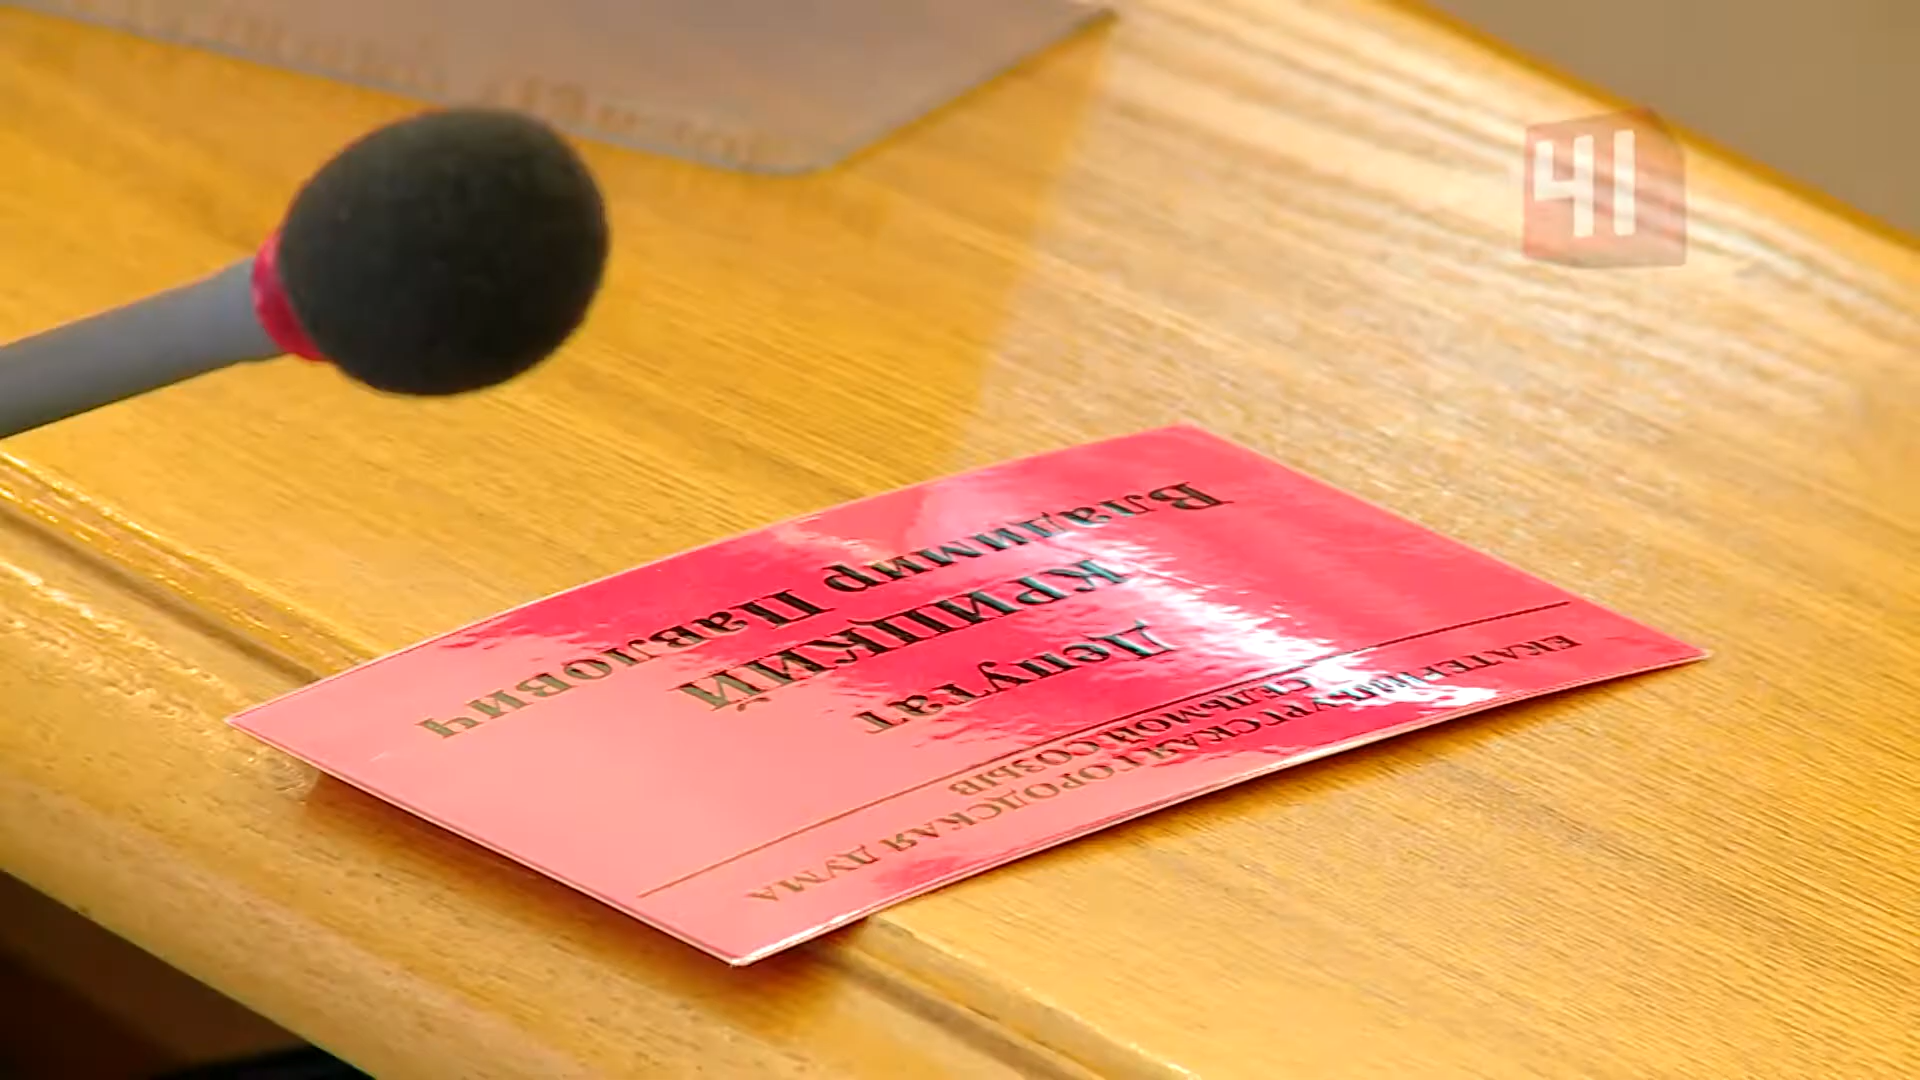 41
ЕКАТЕРИНБУРГСКАЯ ГОРОДСКАЯ ДУМА
СЕДЬМОЙ СОЗЫВ
Депутат
КРИЦКИЙ
Владимир Павлович